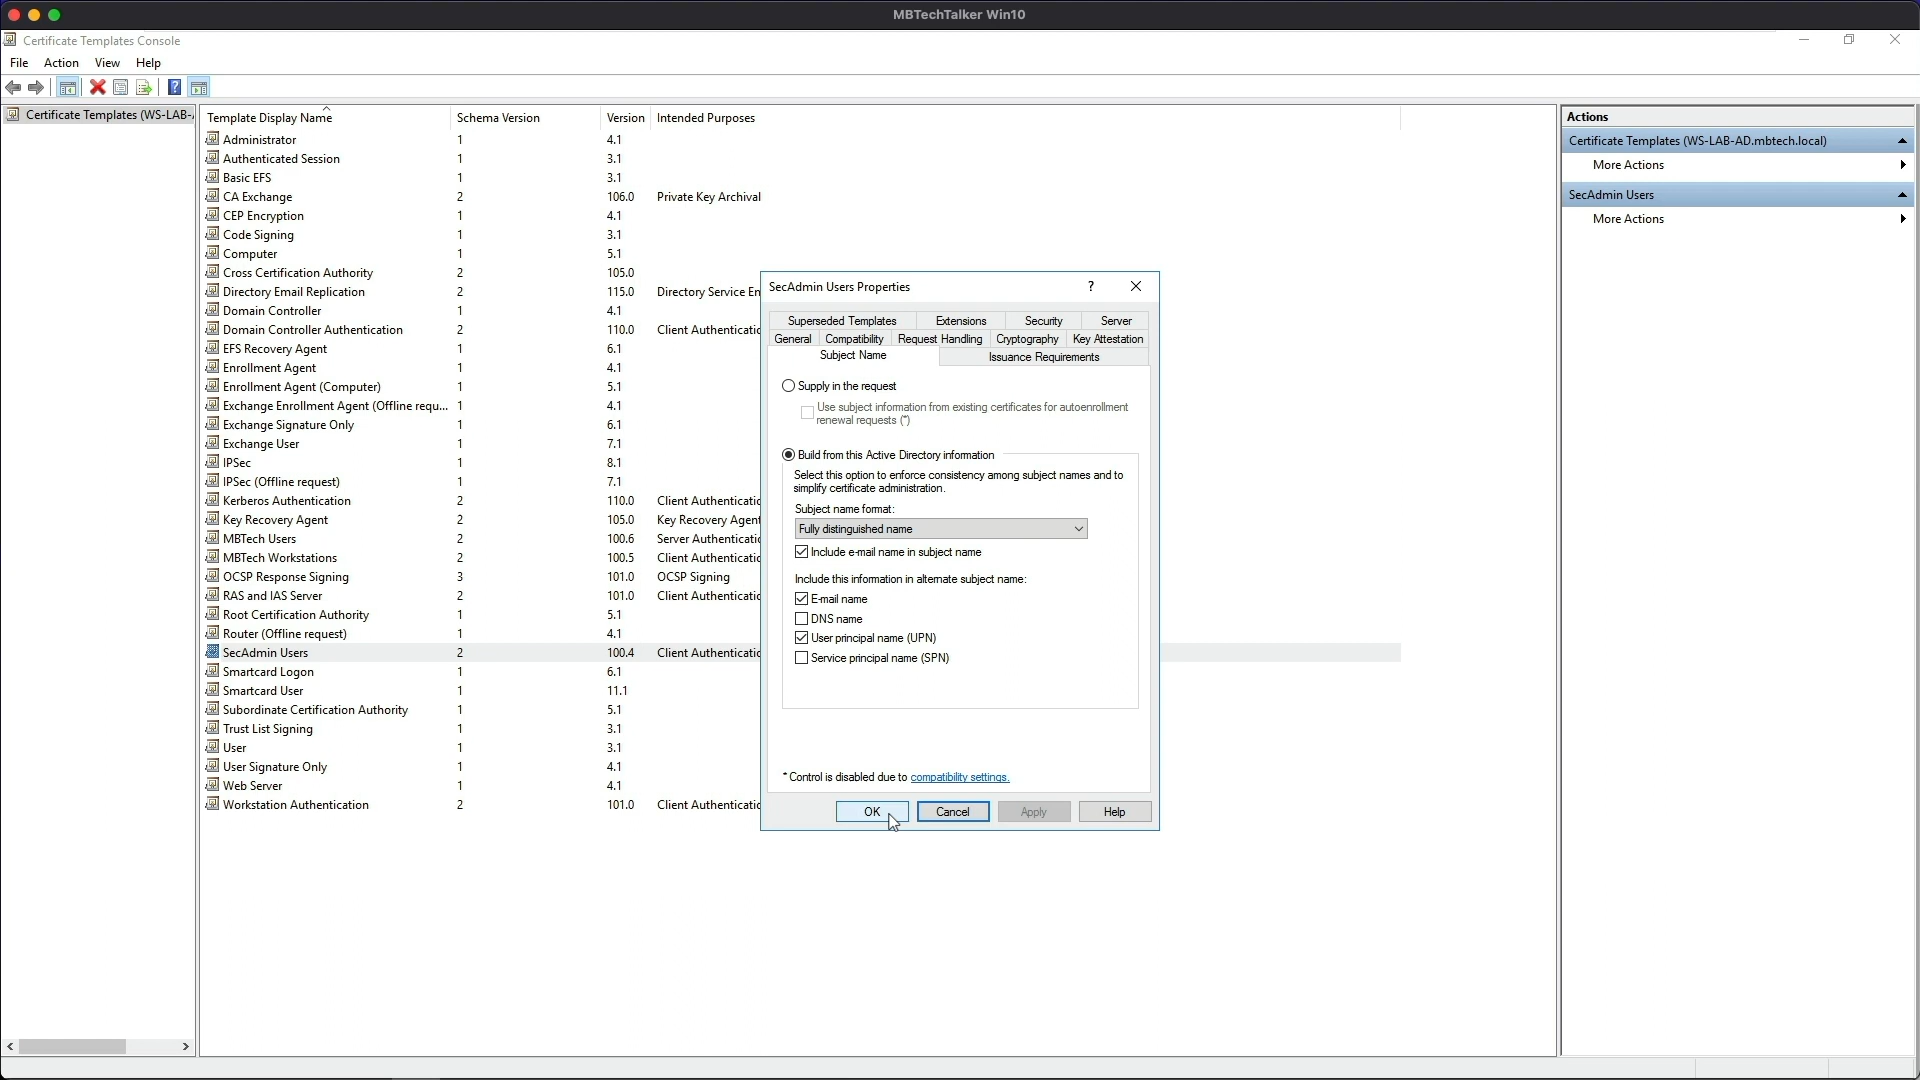 MBTechTalker Win10
Certificate Templates Console
File Action View Help
Certificate Templates (WS-LAB-
Template Display Name Schema Version Version Intended Purposes
Administrator 1 4.1
Authenticated Session 1 3.1
Basic EFS 1 3.1
CA Exchange 2 106.0 Private Key Archival
CEP Encryption 1 4.1
Code Signing 1 3.1
Computer 1 5.1
Cross Certification Authority 2 105.0
Directory Email Replication 2 115.0 Directory Service En
Domain Controller 1 4.1
Domain Controller Authentication 2 110.0 Client Authenticatic
EFS Recovery Agent 1 6.1
Enrollment Agent 1 4.1
Enrollment Agent (Computer) 1 5.1
Exchange Enrollment Agent (Offline requ... 1 4.1
Exchange Signature Only 1 6.1
Exchange User 1 7.1
IPSec 1 8.1
IPSec (Offline request) 1 7.1
Kerberos Authentication 2 110.0 Client Authenticatic
Key Recovery Agent 2 105.0 Key Recovery Agent
MBTech Users 2 100.6 Server Authenticatic
MBTech Workstations 2 100.5 Client Authenticatic
OCSP Response Signing 3 101.0 OCSP Signing
RAS and IAS Server 2 101.0 Client Authenticatic
Root Certification Authority 1 5.1
Router (Offline request) 1 4.1
SecAdmin Users 2 100.4 Client Authenticatic
Smartcard Logon 1 6.1
Smartcard User 1 11.1
Subordinate Certification Authority 1 5.1
Trust List Signing 1 3.1
User 1 3.1
User Signature Only 1 4.1
Web Server 1 4.1
Workstation Authentication 2 101.0 Client Authenticatic
SecAdmin Users Properties ?
Superseded Templates Extensions Security Server
General Compatibility Request Handling Cryptography Key Attestation
Subject Name Issuance Requirements
Supply in the request
Use subject information from existing certificates for autoenrollment
renewal requests (*)
Build from this Active Directory information
Select this option to enforce consistency among subject names and to
simplify certificate administration.
Subject name format:
Fully distinguished name
Include e-mail name in subject name
Include this information in alternate subject name:
E-mail name
DNS name
User principal name (UPN)
Service principal name (SPN)
* Control is disabled due to compatibility settings.
OK Cancel Apply Help
Actions
Certificate Templates (WS-LAB-AD.mbtech.local)
More Actions
SecAdmin Users
More Actions